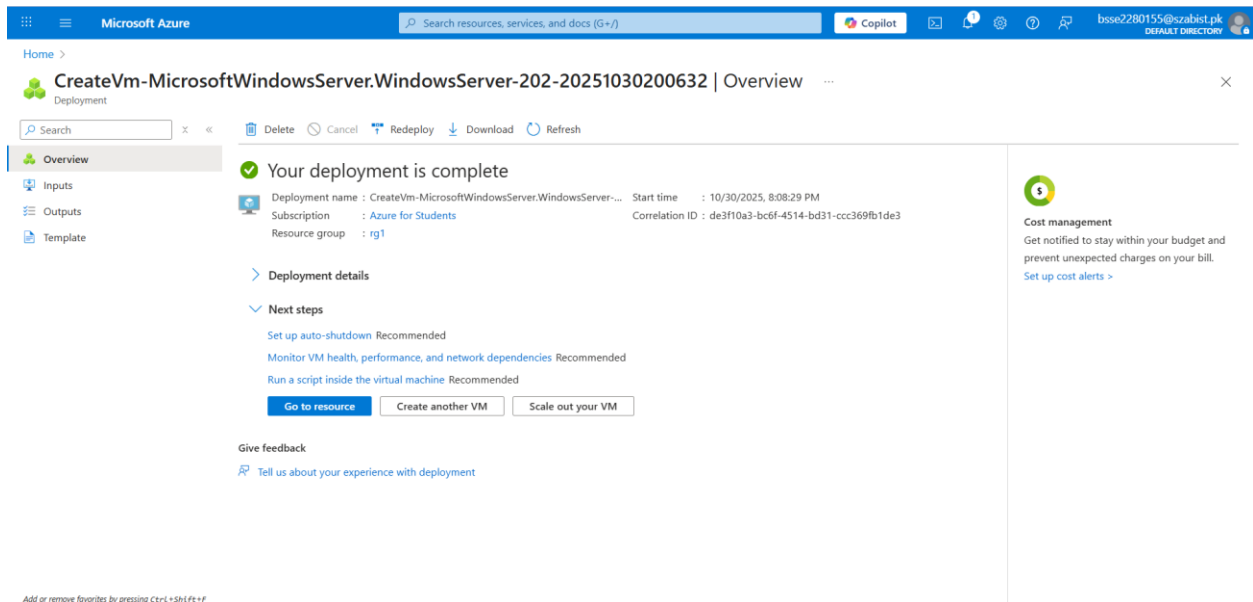 Microsoft Azure
Search resources, services, and docs (G+/)
Copilot
1
bsse2280155@szabist.pk
DEFAULT DIRECTORY
Home >
CreateVm-MicrosoftWindowsServer.WindowsServer-202-20251030200632 | Overview ...
Deployment
Search
Delete Cancel Redeploy Download Refresh
Overview
Inputs
Outputs
Template
Your deployment is complete
Deployment name : CreateVm-MicrosoftWindowsServer.WindowsServer-... Start time : 10/30/2025, 8:08:29 PM
Subscription : Azure for Students Correlation ID : de3f10a3-bc6f-4514-bd31-ccc369fb1de3
Resource group : rg1
Deployment details
Next steps
Set up auto-shutdown Recommended
Monitor VM health, performance, and network dependencies Recommended
Run a script inside the virtual machine Recommended
Go to resource Create another VM Scale out your VM
Give feedback
Tell us about your experience with deployment
Cost management
Get notified to stay within your budget and
prevent unexpected charges on your bill.
Set up cost alerts >
Add or remove favorites by pressing Ctrl+Shift+F